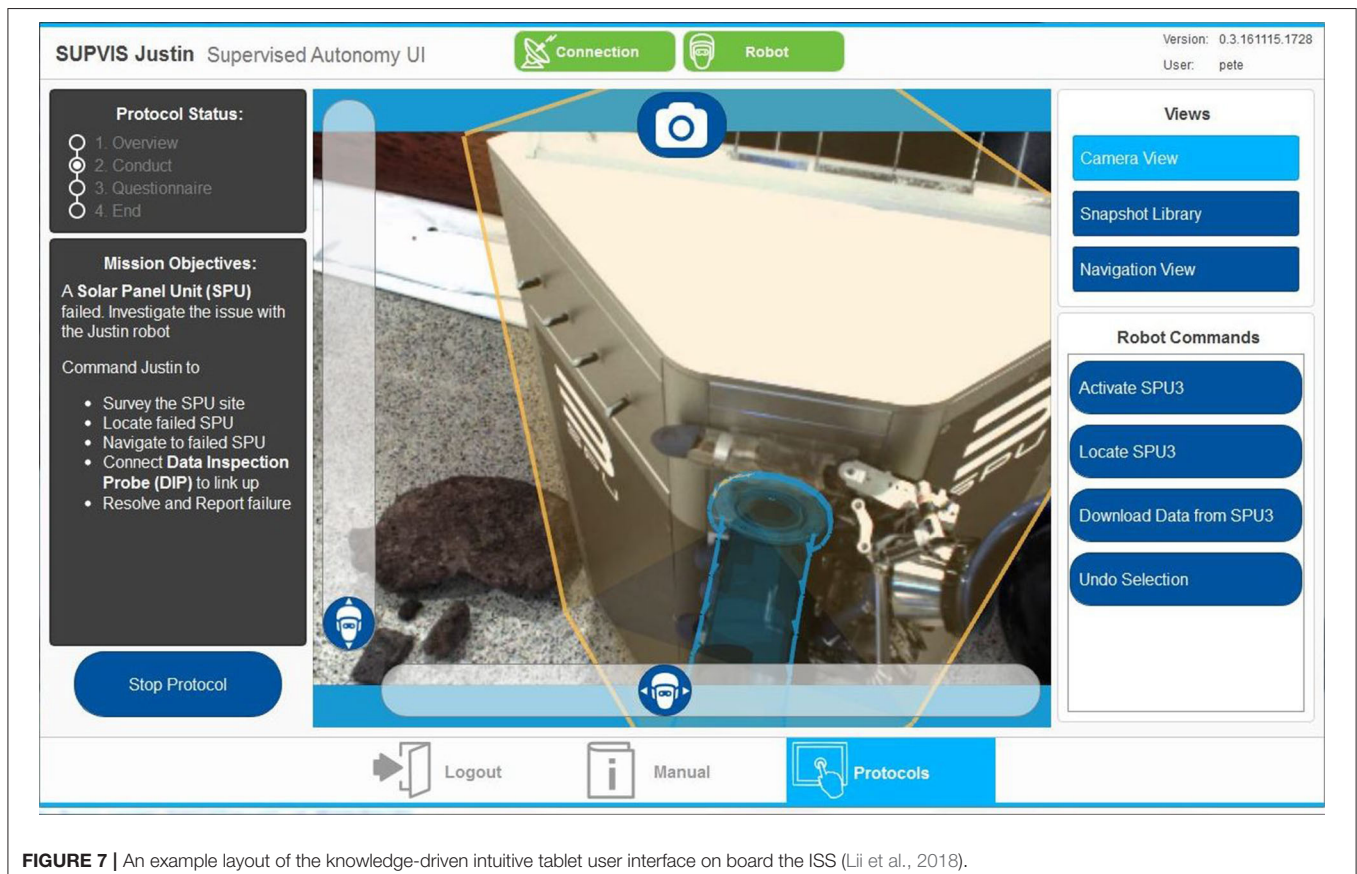 SUPVIS Justin Supervised Autonomy UI
Connection
Robot
Version: 0.3.161115.1728
User: pete
Protocol Status:
1. Overview
2. Conduct
3. Questionnaire
4. End
Mission Objectives:
A Solar Panel Unit (SPU)
failed. Investigate the issue with
the Justin robot
Command Justin to
• Survey the SPU site
• Locate failed SPU
• Navigate to failed SPU
• Connect Data Inspection
Probe (DIP) to link up
• Resolve and Report failure
Stop Protocol
SPU
SPU
Views
Camera View
Snapshot Library
Navigation View
Robot Commands
Activate SPU3
Locate SPU3
Download Data from SPU3
Undo Selection
Logout
Manual
Protocols
FIGURE 7 | An example layout of the knowledge-driven intuitive tablet user interface on board the ISS (Lii et al., 2018).